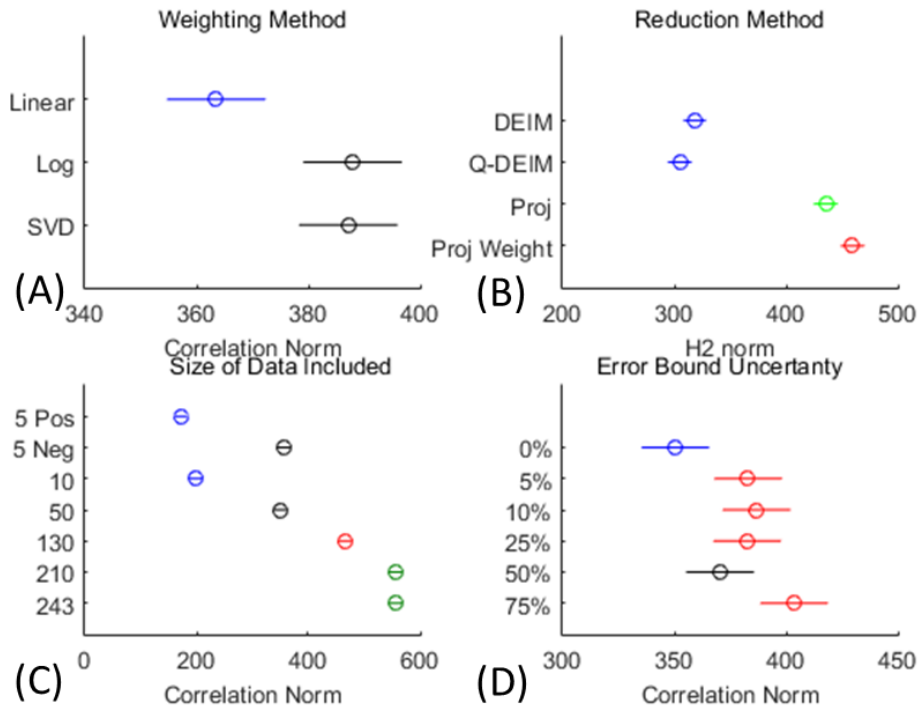 Weighting Method
Linear
Log
SVD
(A)
340 360 380 400
Correlation Norm
Reduction Method
DEIM
Q-DEIM
Proj
Proj Weight
(B)
200 300 400 500
H2 norm
Size of Data Included
5 Pos
5 Neg
10
50
130
210
243
(C)
0 200 400 600
Correlation Norm
Error Bound Uncertanty
0%
5%
10%
25%
50%
75%
(D)
300 350 400 450
Correlation Norm